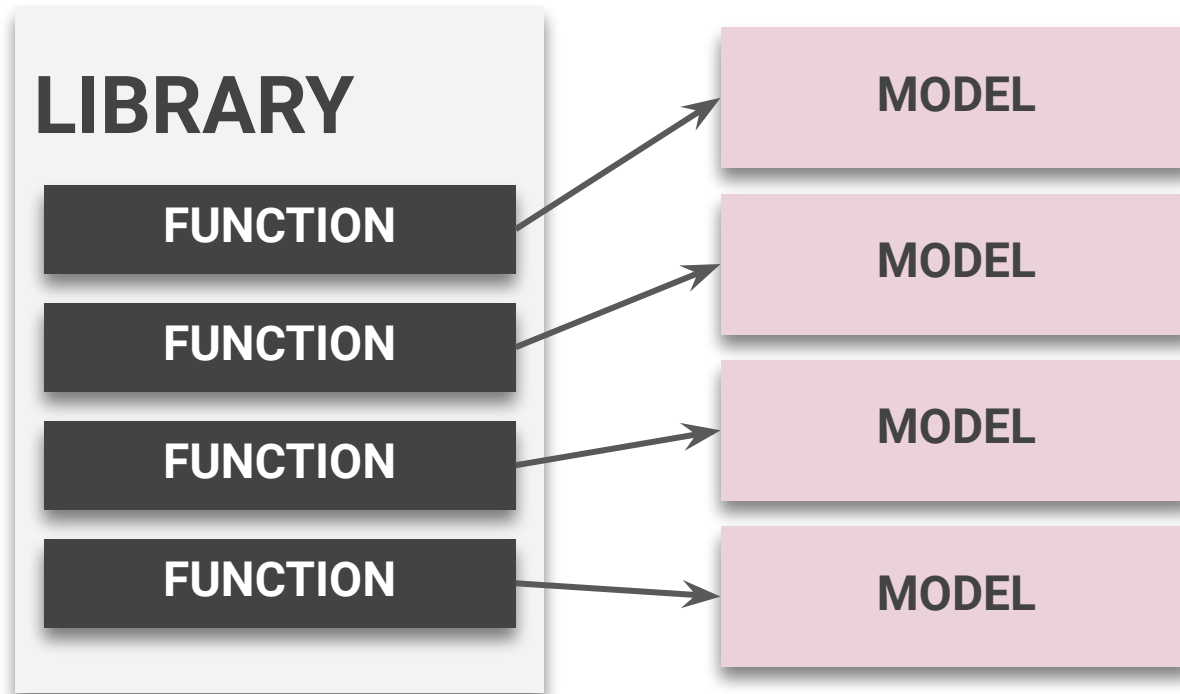 LIBRARY
FUNCTION
FUNCTION
FUNCTION
FUNCTION
MODEL
MODEL
MODEL
MODEL